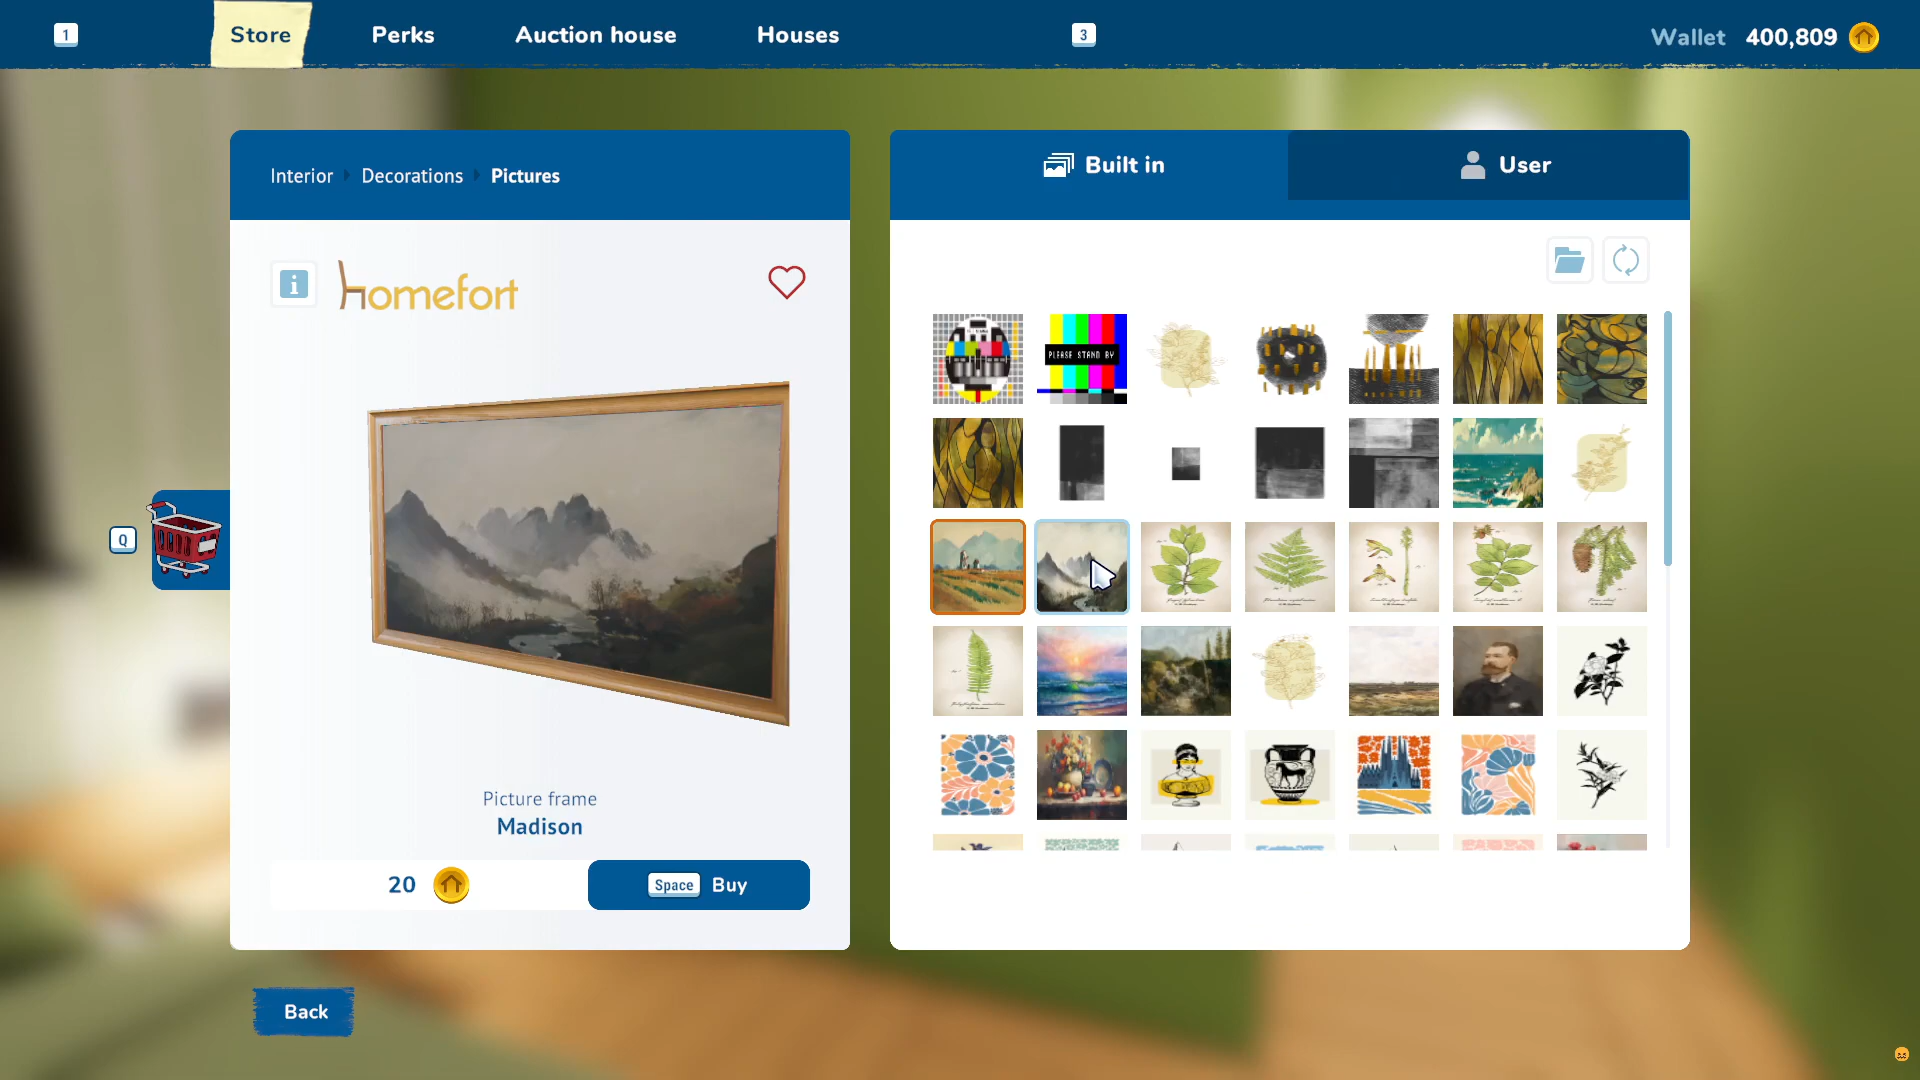 1
Store
Perks
Auction house
Houses
3
Wallet 400,809
Interior
Decorations
Pictures
Built in
User
i
homefort
PLEASE STAND BY
Q
Picture frame
Madison
20
Space Buy
Back